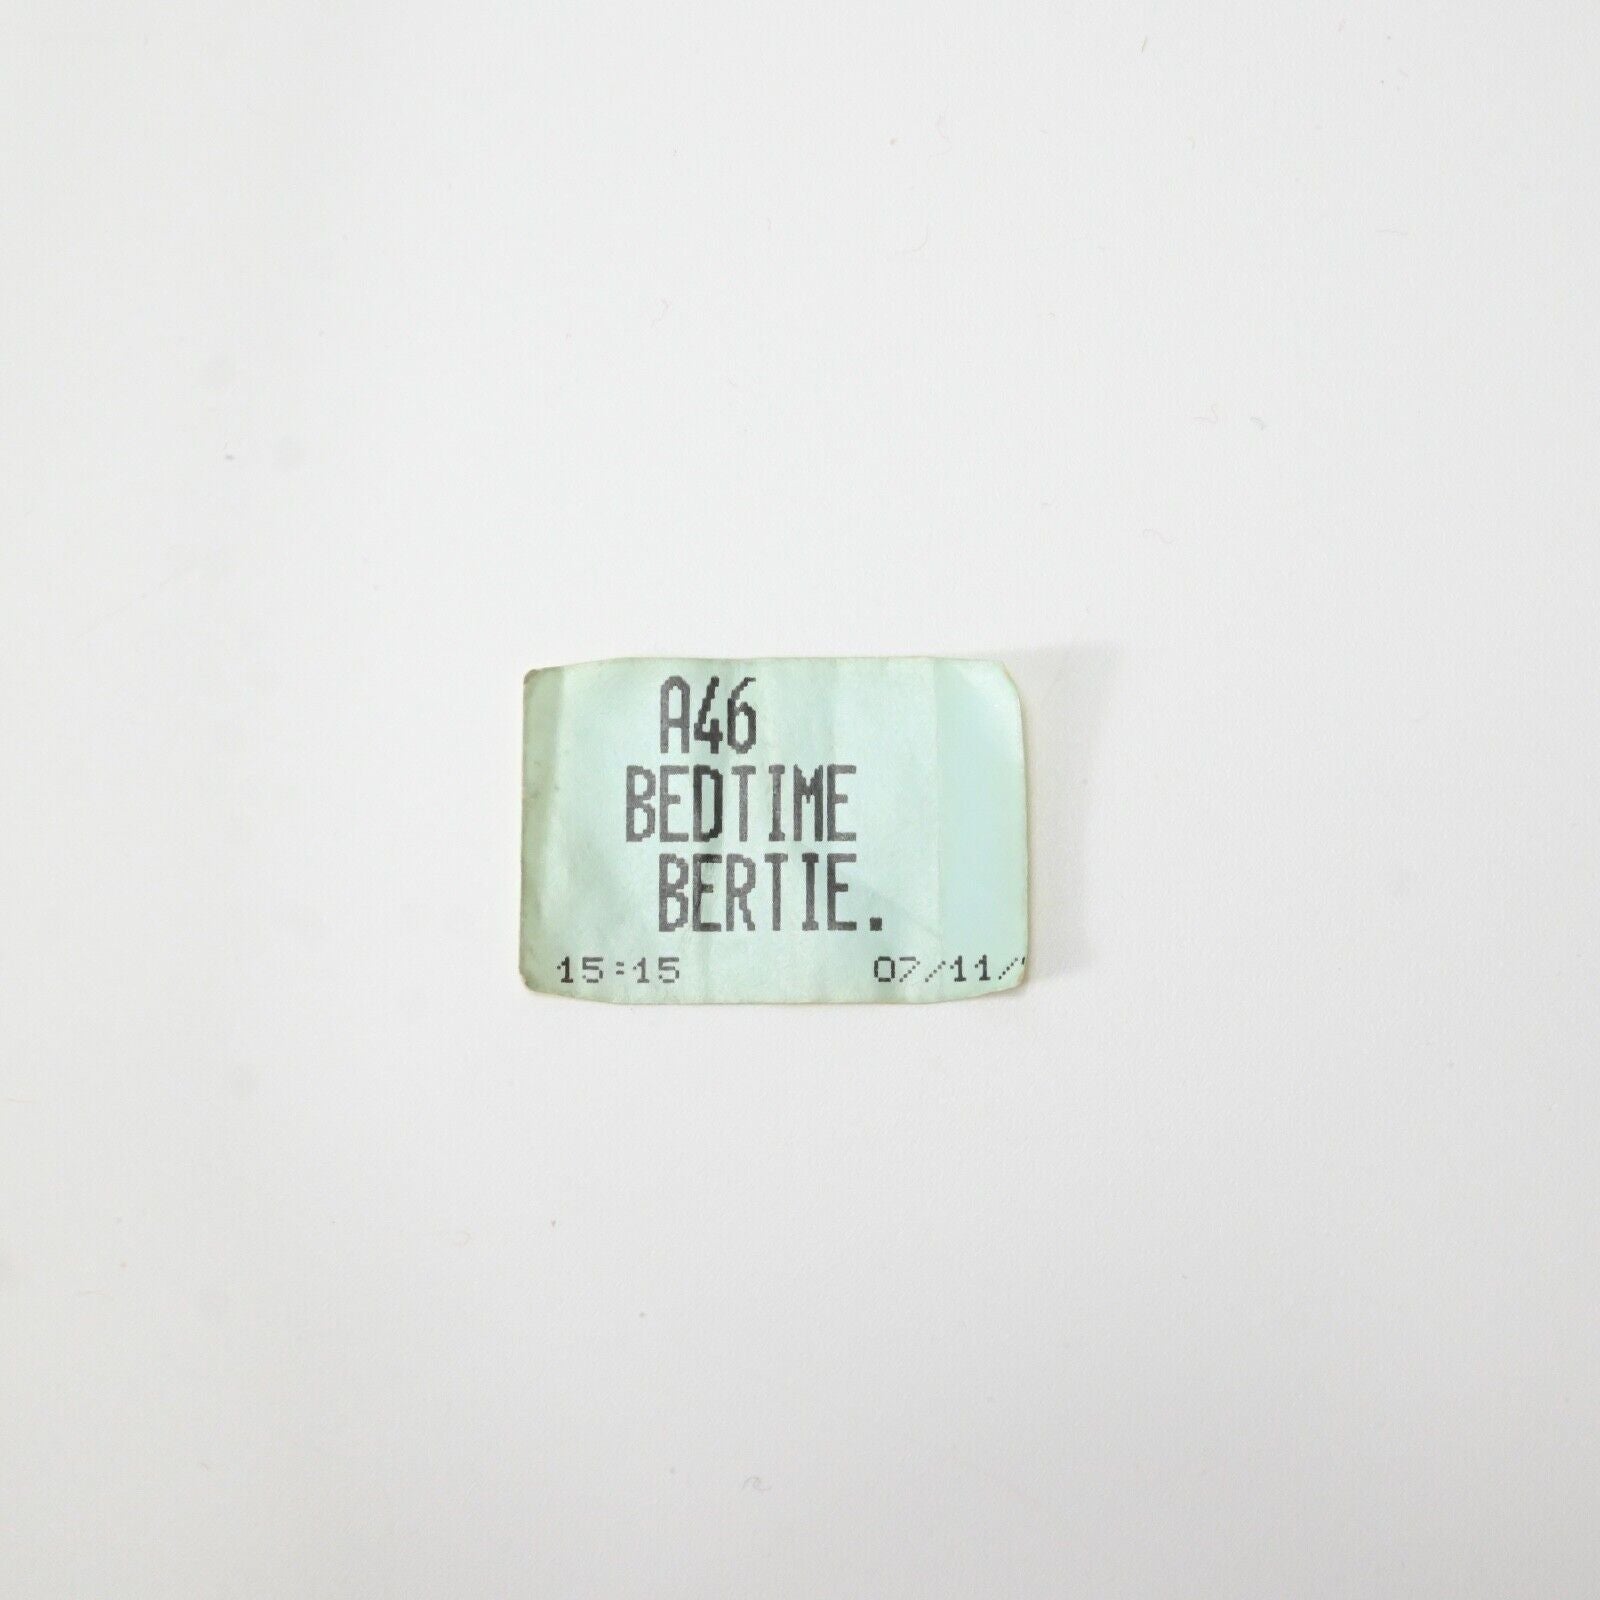 A46
BEDTIME
BERTIE.
15:15 07/11/